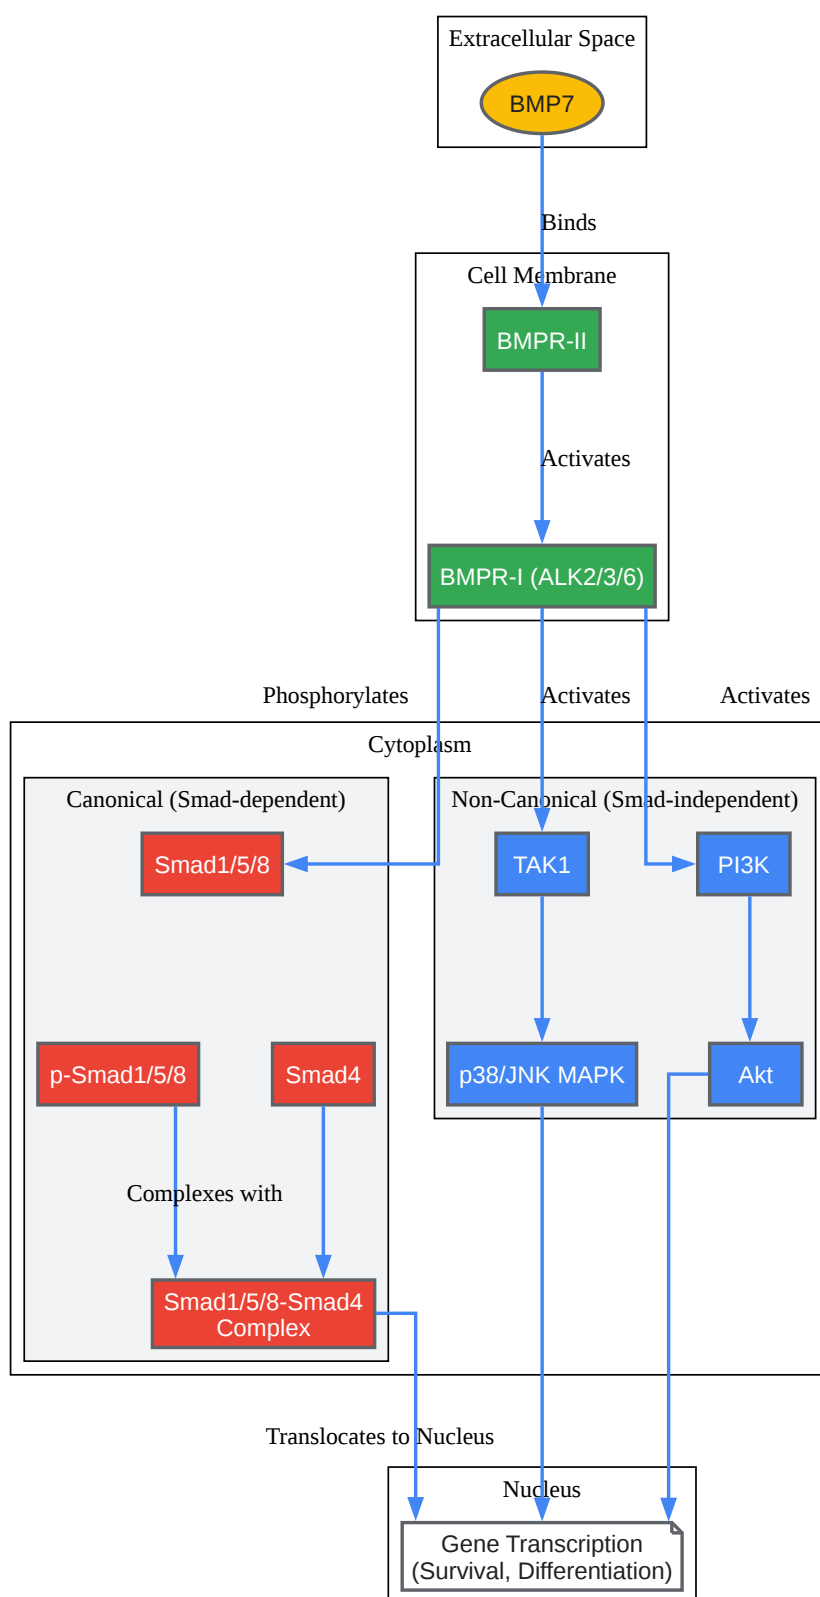 Extracellular Space
BMP7
Binds
Cell Membrane
BMPR-II
Activates
BMPR-I (ALK2/3/6)
Phosphorylates
Activates
Activates
Cytoplasm
Canonical (Smad-dependent)
Non-Canonical (Smad-independent)
Smad1/5/8
TAK1
PI3K
p-Smad1/5/8
Smad4
p38/JNK MAPK
Akt
Complexes with
Smad1/5/8-Smad4
Complex
Translocates to Nucleus
Nucleus
Gene Transcription
(Survival, Differentiation)